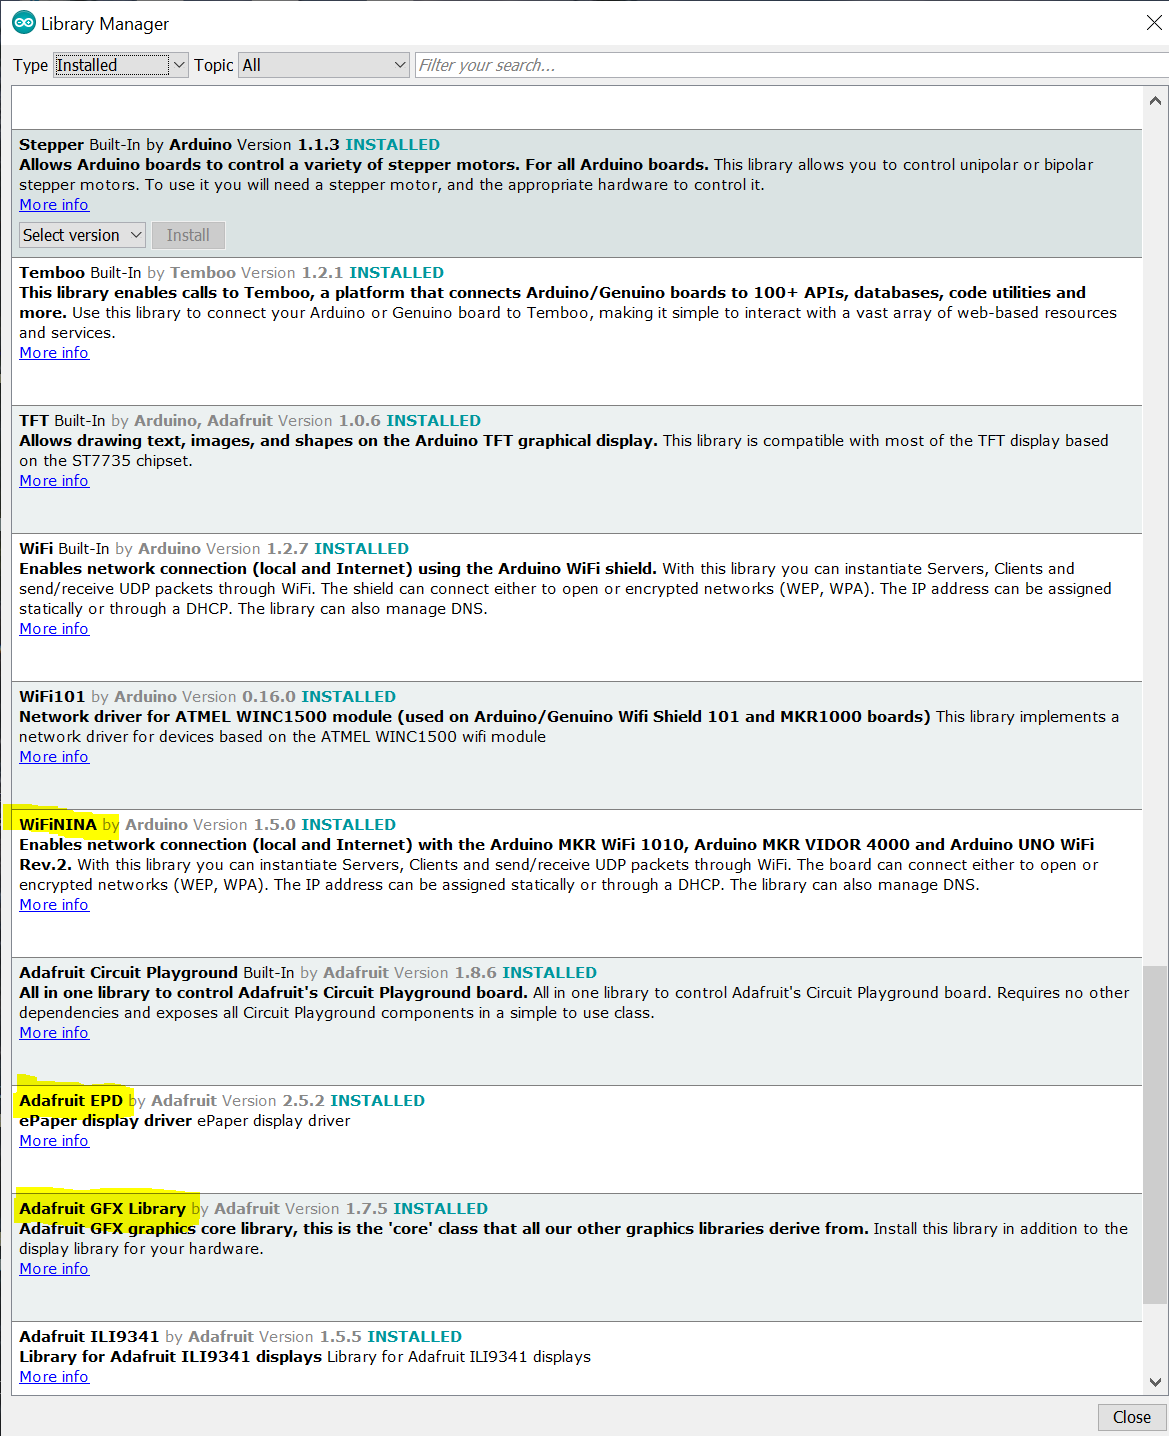 Library Manager
Type Installed Topic All Filter your search...
Stepper Built-In by Arduino Version 1.1.3 INSTALLED
Allows Arduino boards to control a variety of stepper motors. For all Arduino boards. This library allows you to control unipolar or bipolar
stepper motors. To use it you will need a stepper motor, and the appropriate hardware to control it.
More info
Select version Install
Temboo Built-In by Temboo Version 1.2.1 INSTALLED
This library enables calls to Temboo, a platform that connects Arduino/Genuino boards to 100+ APIs, databases, code utilities and
more. Use this library to connect your Arduino or Genuino board to Temboo, making it simple to interact with a vast array of web-based resources
and services.
More info
TFT Built-In by Arduino, Adafruit Version 1.0.6 INSTALLED
Allows drawing text, images, and shapes on the Arduino TFT graphical display. This library is compatible with most of the TFT display based
on the ST7735 chipset.
More info
WiFi Built-In by Arduino Version 1.2.7 INSTALLED
Enables network connection (local and Internet) using the Arduino WiFi shield. With this library you can instantiate Servers, Clients and
send/receive UDP packets through WiFi. The shield can connect either to open or encrypted networks (WEP, WPA). The IP address can be assigned
statically or through a DHCP. The library can also manage DNS.
More info
WiFi101 by Arduino Version 0.16.0 INSTALLED
Network driver for ATMEL WINC1500 module (used on Arduino/Genuino Wifi Shield 101 and MKR1000 boards) This library implements a
network driver for devices based on the ATMEL WINC1500 wifi module
More info
WiFiNINA by Arduino Version 1.5.0 INSTALLED
Enables network connection (local and Internet) with the Arduino MKR WiFi 1010, Arduino MKR VIDOR 4000 and Arduino UNO WiFi
Rev.2. With this library you can instantiate Servers, Clients and send/receive UDP packets through WiFi. The board can connect either to open or
encrypted networks (WEP, WPA). The IP address can be assigned statically or through a DHCP. The library can also manage DNS.
More info
Adafruit Circuit Playground Built-In by Adafruit Version 1.8.6 INSTALLED
All in one library to control Adafruit's Circuit Playground board. All in one library to control Adafruit's Circuit Playground board. Requires no other
dependencies and exposes all Circuit Playground components in a simple to use class.
More info
Adafruit EPD by Adafruit Version 2.5.2 INSTALLED
ePaper display driver ePaper display driver
More info
Adafruit GFX Library by Adafruit Version 1.7.5 INSTALLED
Adafruit GFX graphics core library, this is the 'core' class that all our other graphics libraries derive from. Install this library in addition to the
display library for your hardware.
More info
Adafruit ILI9341 by Adafruit Version 1.5.5 INSTALLED
Library for Adafruit ILI9341 displays Library for Adafruit ILI9341 displays
More info
Close